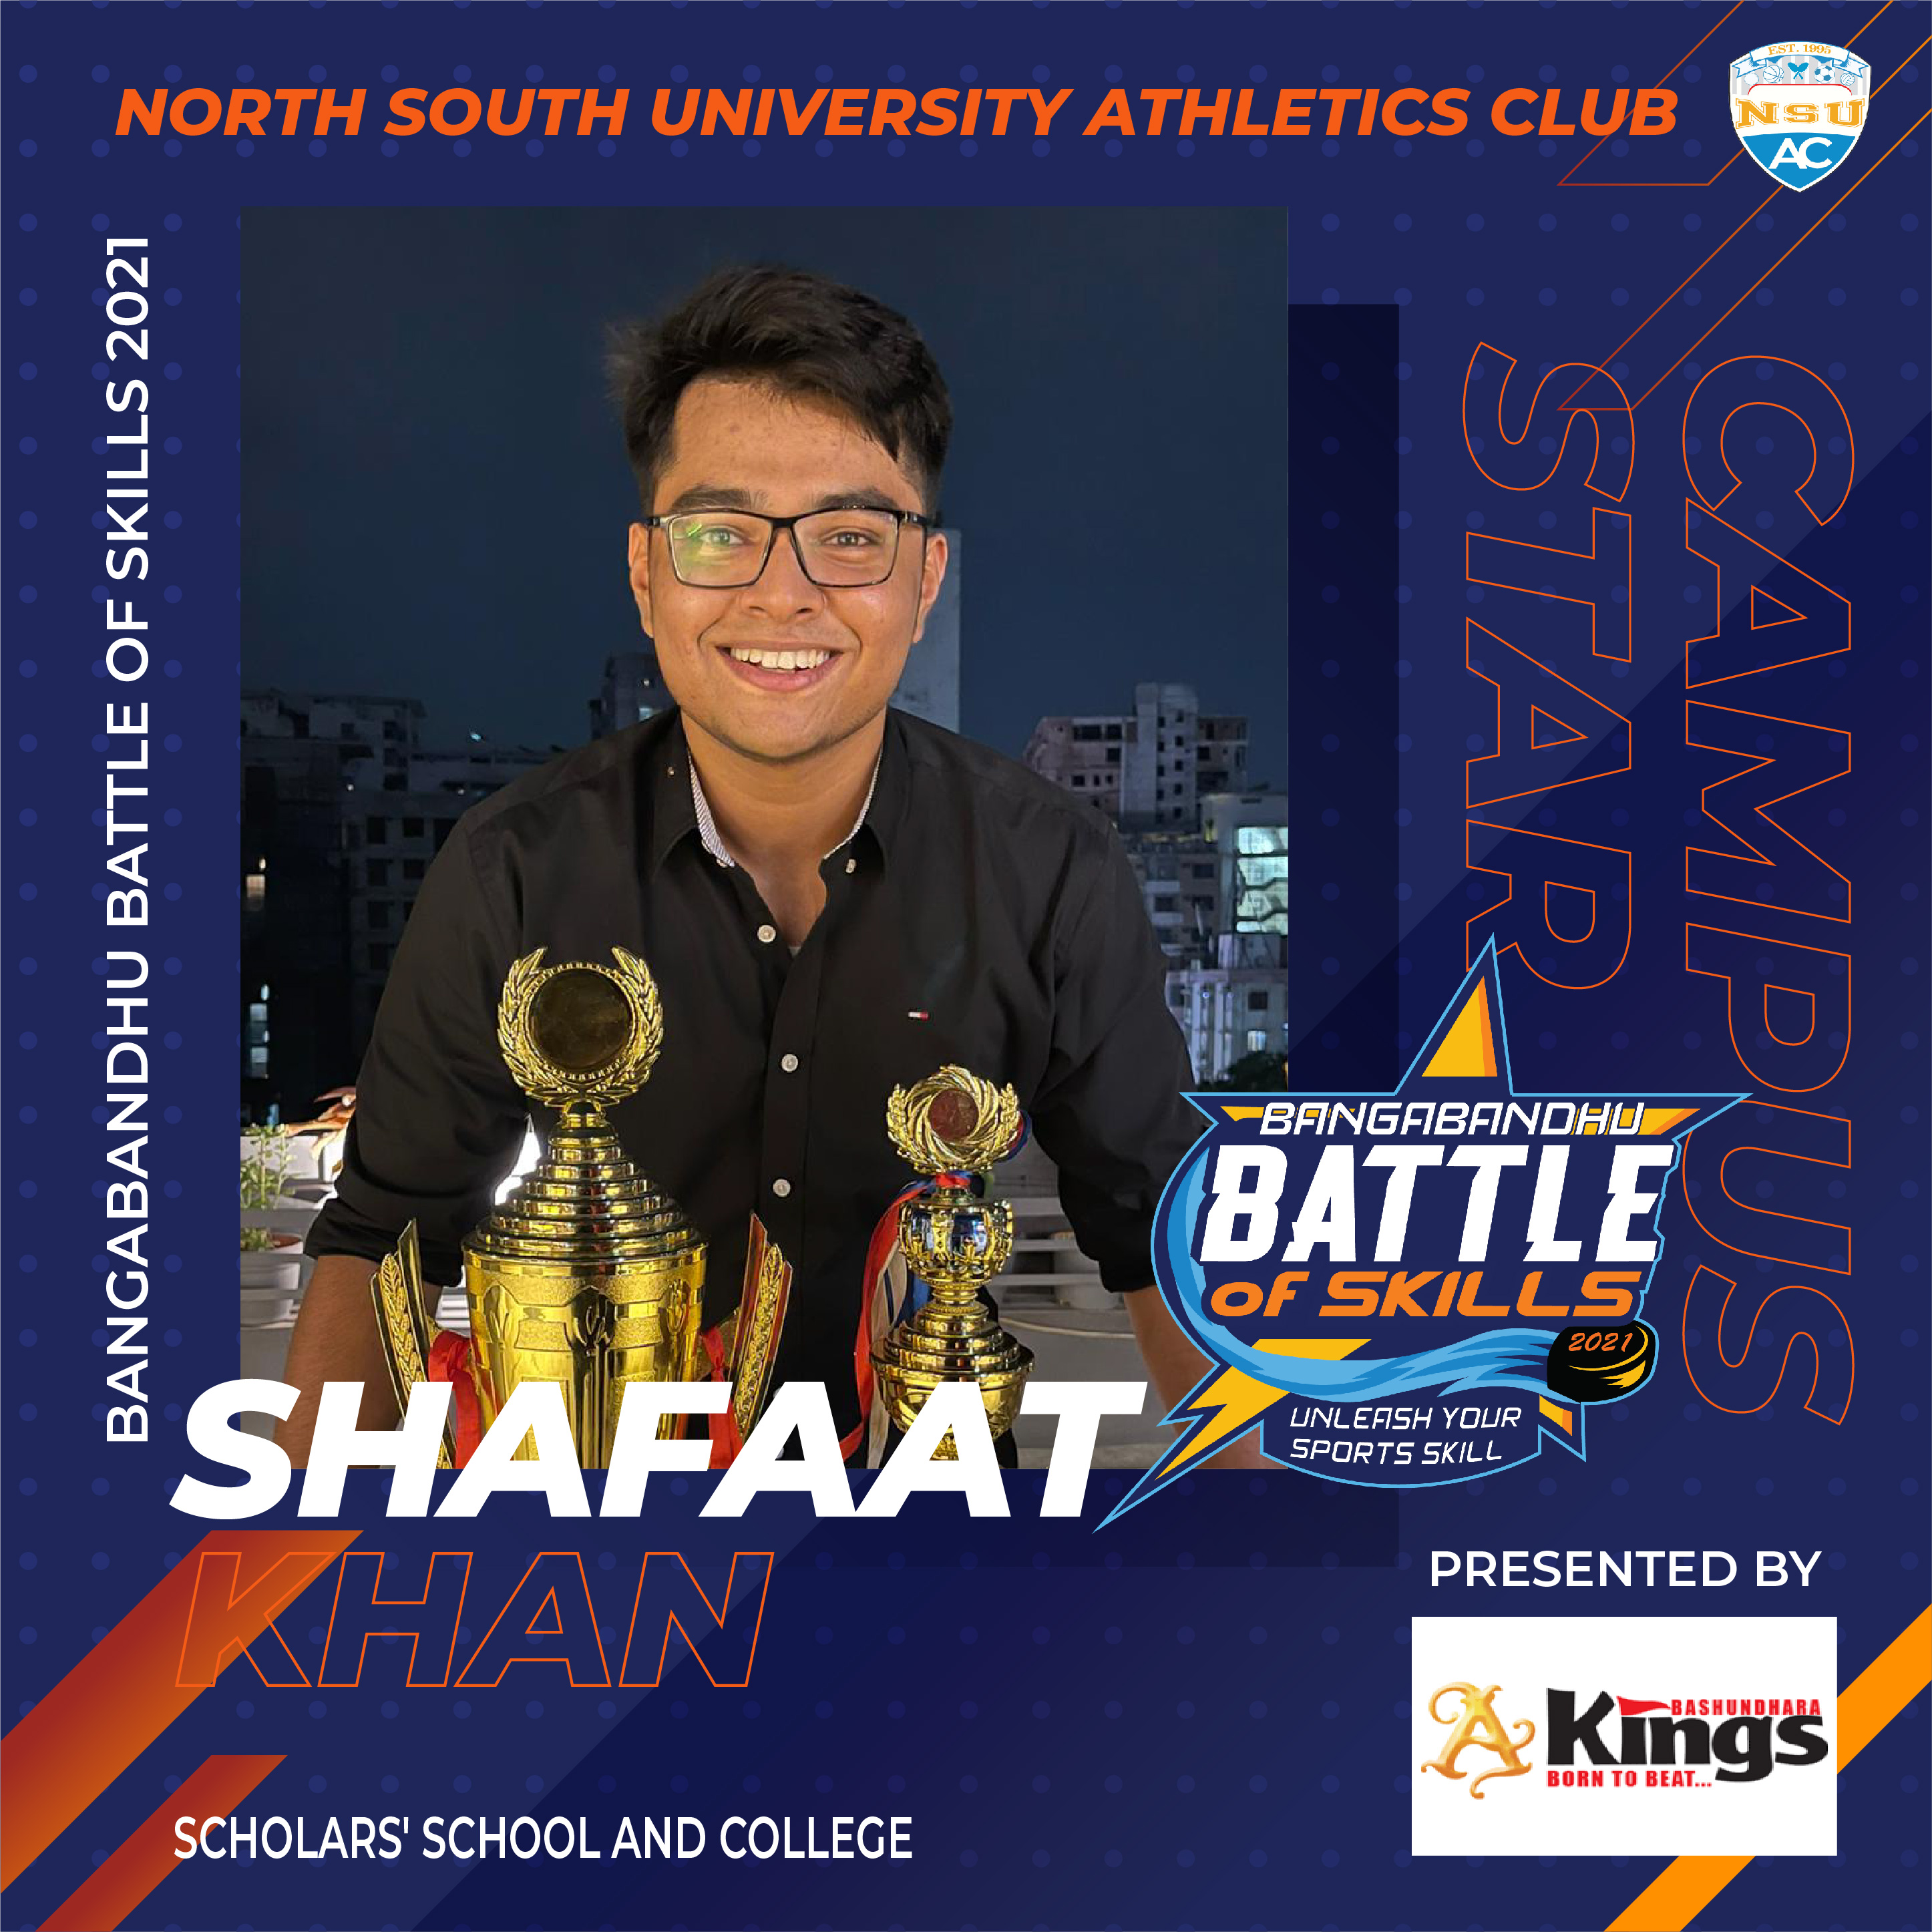 NORTH SOUTH UNIVERSITY ATHLETICS CLUB
EST. 1995
NSU
AC
BANGABANDHU BATTLE OF SKILLS 2021
CAMPUS
STAR
BANGABANDHU
BATTLE
OF SKILLS
2021
UNLEASH YOUR
SPORTS SKILL
SHAFAAT
KHAN
PRESENTED BY
A
BASHUNDHARA
Kings
BORN TO BEAT...
SCHOLARS' SCHOOL AND COLLEGE